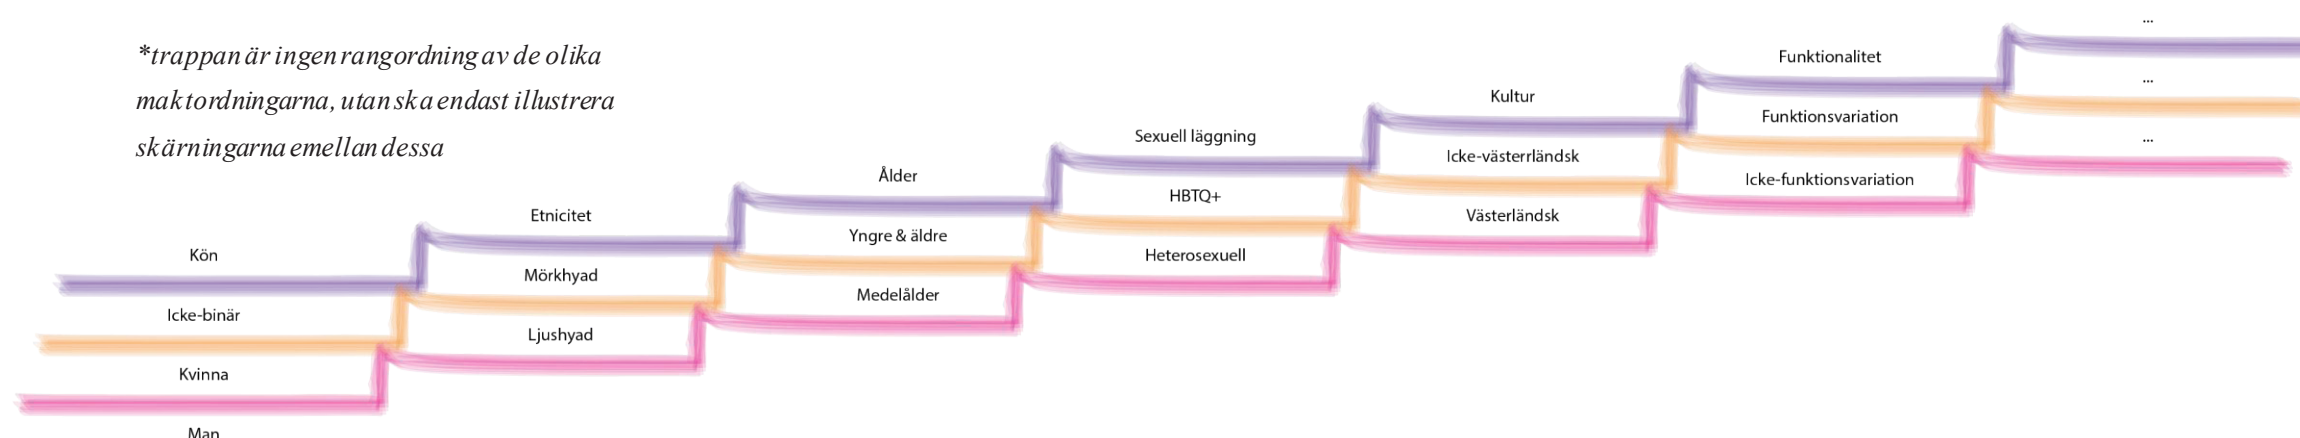 *trappan är ingen rangordning av de olika
maktordningarna, utan ska endast illustrera
skärningarna emellan dessa
Kön
Icke-binär
Kvinna
Man
Etnicitet
Mörkhyad
Ljushyad
Ålder
Yngre & äldre
Medelålder
Sexuell läggning
HBTQ+
Heterosexuell
Kultur
Icke-västerrländsk
Västerländsk
Funktionalitet
Funktionsvariation
Icke-funktionsvariation
...
...
...